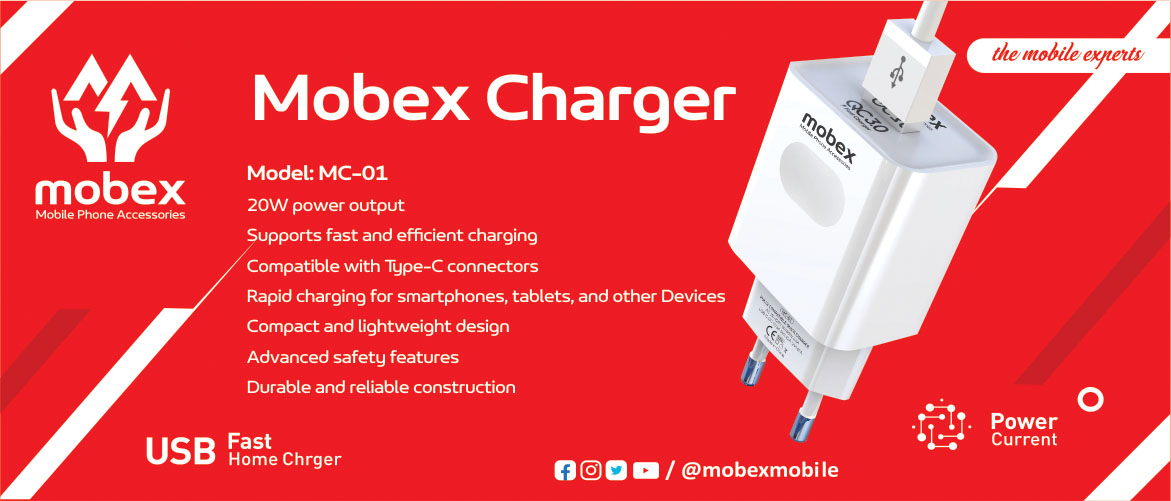 the mobile experts
Mobex Charger
mobex
Mobile Phone Accessories
Model: MC-01
20W power output
Supports fast and efficient charging
Compatible with Type-C connectors
Rapid charging for smartphones, tablets, and other Devices
Compact and lightweight design
Advanced safety features
Durable and reliable construction
mobex
Mobile Phone Accessories
QC3.0
CE
USB Fast
Home Chrger
Power
Current
/ @mobexmobile